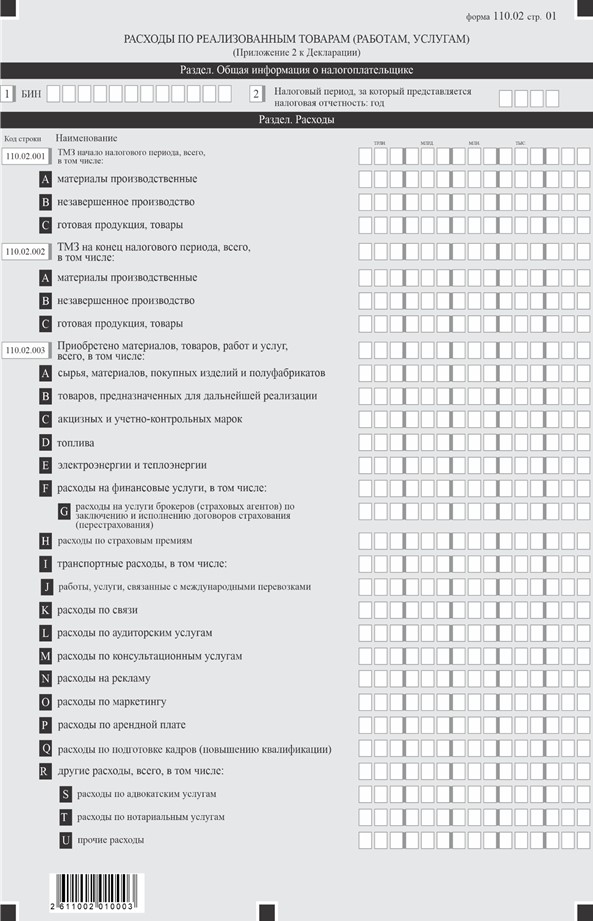 форма 110.02 стр. 01
РАСХОДЫ ПО РЕАЛИЗОВАННЫМ ТОВАРАМ (РАБОТАМ, УСЛУГАМ)
(Приложение 2 к Декларации)
Раздел. Общая информация о налогоплательщике
1 БИН
2 Налоговый период, за который представляется
налоговая отчетность: год
Раздел. Расходы
Код строки Наименование
трлн млрд млн тыс
110.02.001 ТМЗ начало налогового периода, всего,
в том числе:
A материалы производственные
B незавершенное производство
C готовая продукция, товары
110.02.002 ТМЗ на конец налогового периода, всего,
в том числе:
A материалы производственные
B незавершенное производство
C готовая продукция, товары
110.02.003 Приобретено материалов, товаров, работ и услуг,
всего, в том числе:
A сырья, материалов, покупных изделий и полуфабрикатов
B товаров, предназначенных для дальнейшей реализации
C акцизных и учетно-контрольных марок
D топлива
E электроэнергии и теплоэнергии
F расходы на финансовые услуги, в том числе:
G расходы на услуги брокеров (страховых агентов) по
заключению и исполнению договоров страхования
(перестрахования)
H расходы по страховым премиям
I транспортные расходы, в том числе:
J работы, услуги, связанные с международными перевозками
K расходы по связи
L расходы по аудиторским услугам
M расходы по консультационным услугам
N расходы на рекламу
O расходы по маркетингу
P расходы по арендной плате
Q расходы по подготовке кадров (повышению квалификации)
R другие расходы, всего, в том числе:
S расходы по адвокатским услугам
T расходы по нотариальным услугам
U прочие расходы
2 611002 010003